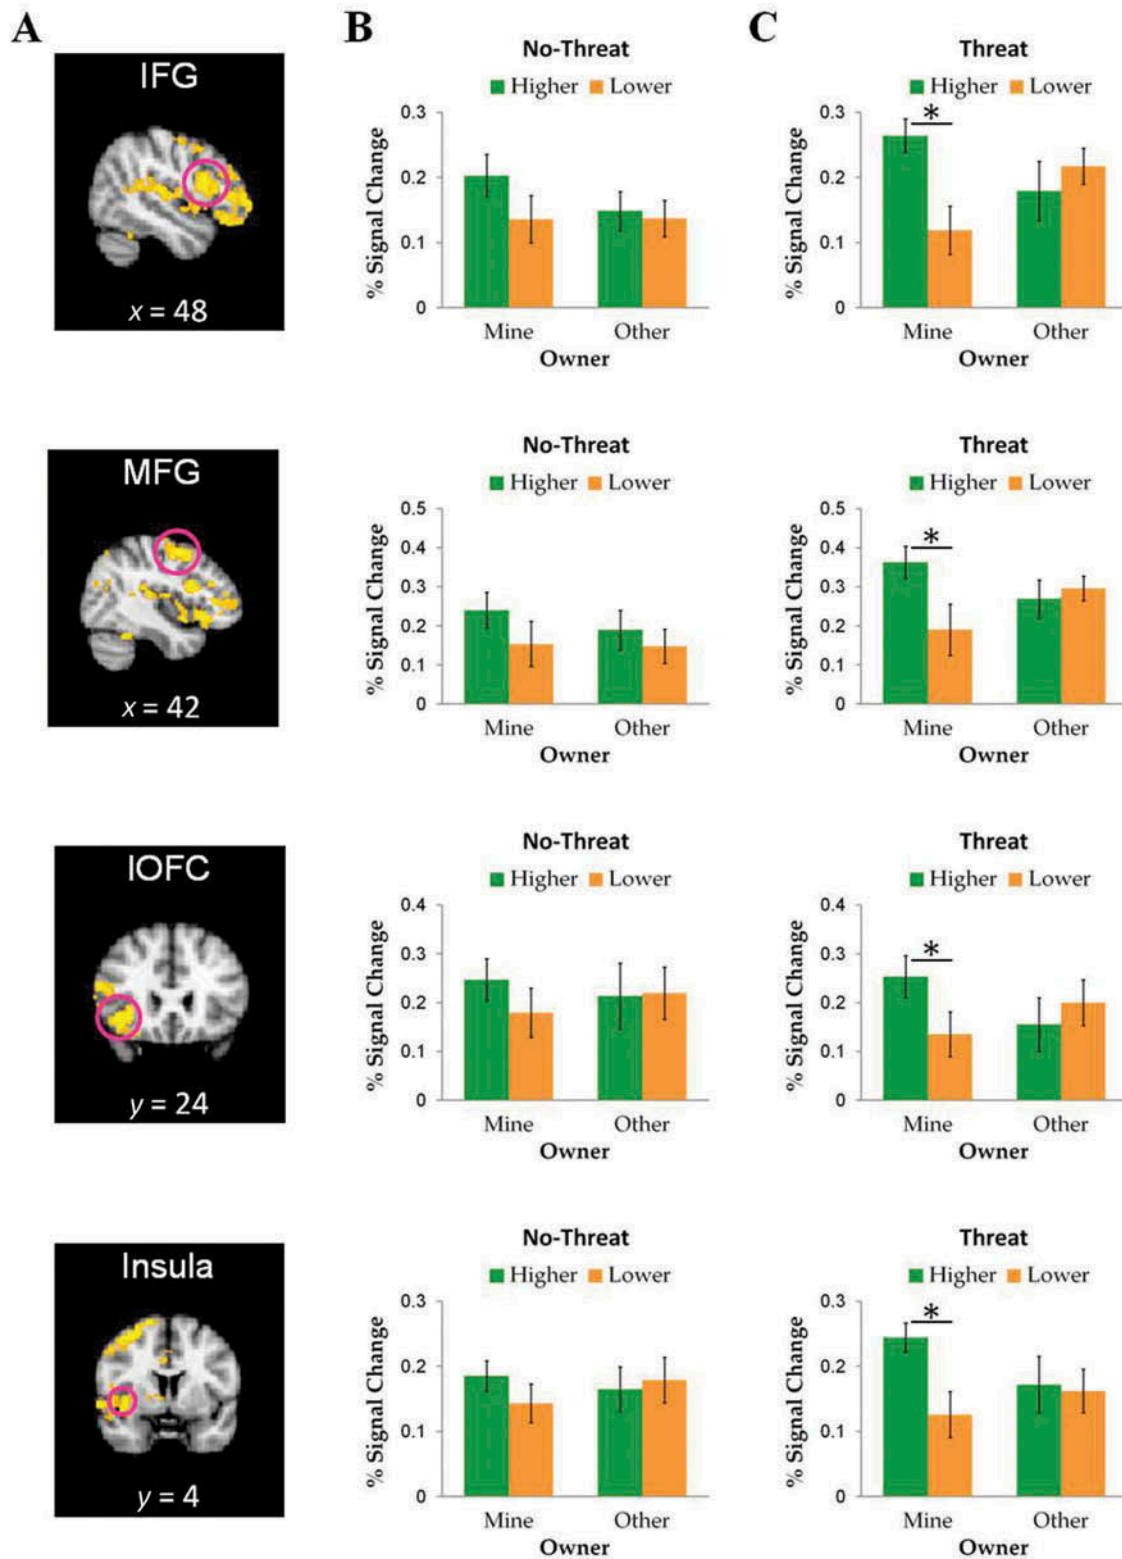 A
B
C
IFG
x = 48
No-Threat
Higher Lower
% Signal Change
0.3
0.2
0.1
0
Mine Other
Owner
Threat
Higher Lower
*
% Signal Change
0.3
0.2
0.1
0
Mine Other
Owner
MFG
x = 42
No-Threat
Higher Lower
% Signal Change
0.5
0.4
0.3
0.2
0.1
0
Mine Other
Owner
Threat
Higher Lower
*
% Signal Change
0.5
0.4
0.3
0.2
0.1
0
Mine Other
Owner
lOFC
y = 24
No-Threat
Higher Lower
% Signal Change
0.4
0.3
0.2
0.1
0
Mine Other
Owner
Threat
Higher Lower
*
% Signal Change
0.4
0.3
0.2
0.1
0
Mine Other
Owner
Insula
y = 4
No-Threat
Higher Lower
% Signal Change
0.3
0.2
0.1
0
Mine Other
Owner
Threat
Higher Lower
*
% Signal Change
0.3
0.2
0.1
0
Mine Other
Owner